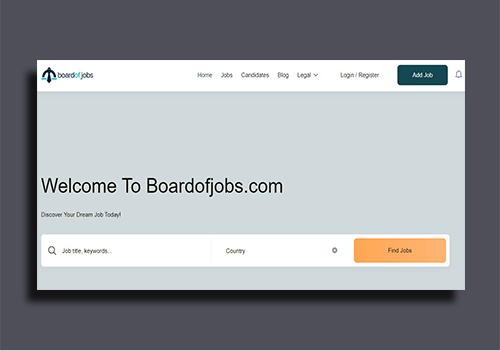 boardofjobs Home Jobs Candidates Blog Legal Login / Register Add Job
Welcome To Boardofjobs.com
Discover Your Dream Job Today!
Job title, keywords... Country Find Jobs